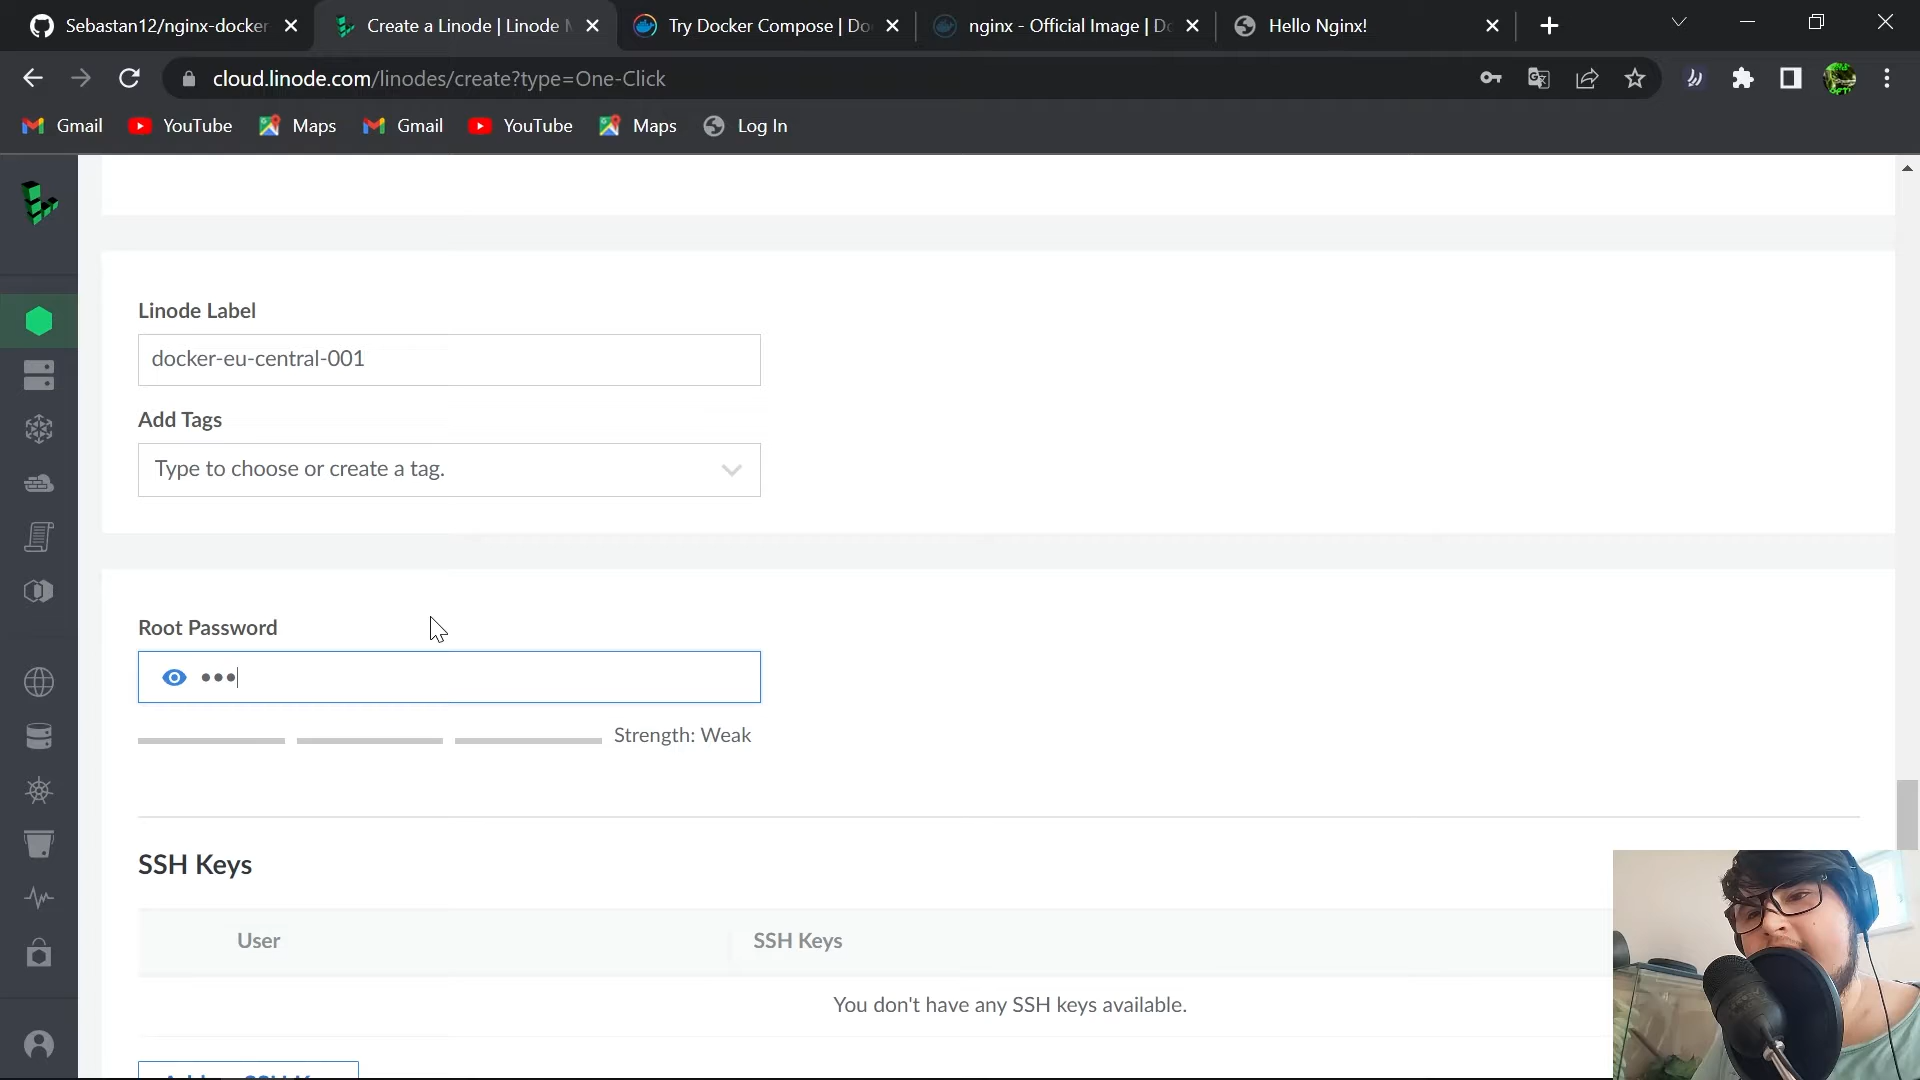 Sebastan12/nginx-docker
Create a Linode | Linode M
Try Docker Compose | Do
nginx - Official Image | Do
Hello Nginx!
cloud.linode.com/linodes/create?type=One-Click
Gmail
YouTube
Maps
Gmail
YouTube
Maps
Log In
Linode Label
docker-eu-central-001
Add Tags
Type to choose or create a tag.
Root Password
•••
Strength: Weak
SSH Keys
User
SSH Keys
You don't have any SSH keys available.